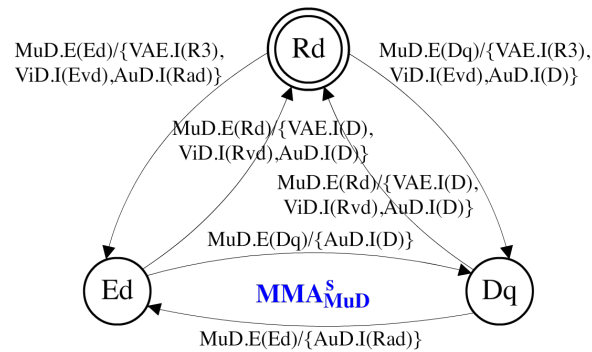 Rd
MuD.E(Ed)/{VAE.I(R3),
ViD.I(Evd),AuD.I(Rad)}
MuD.E(Dq)/{VAE.I(R3),
ViD.I(Evd),AuD.I(D)}
MuD.E(Rd)/{VAE.I(D),
ViD.I(Rvd),AuD.I(D)}
MuD.E(Rd)/{VAE.I(D),
ViD.I(Rvd),AuD.I(D)}
MuD.E(Dq)/{AuD.I(D)}
Ed
MMA^s_MuD
Dq
MuD.E(Ed)/{AuD.I(Rad)}